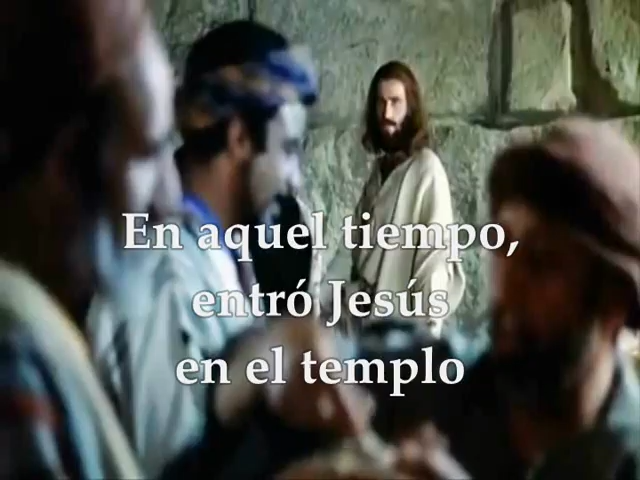 En aquel tiempo,
entró Jesús
en el templo